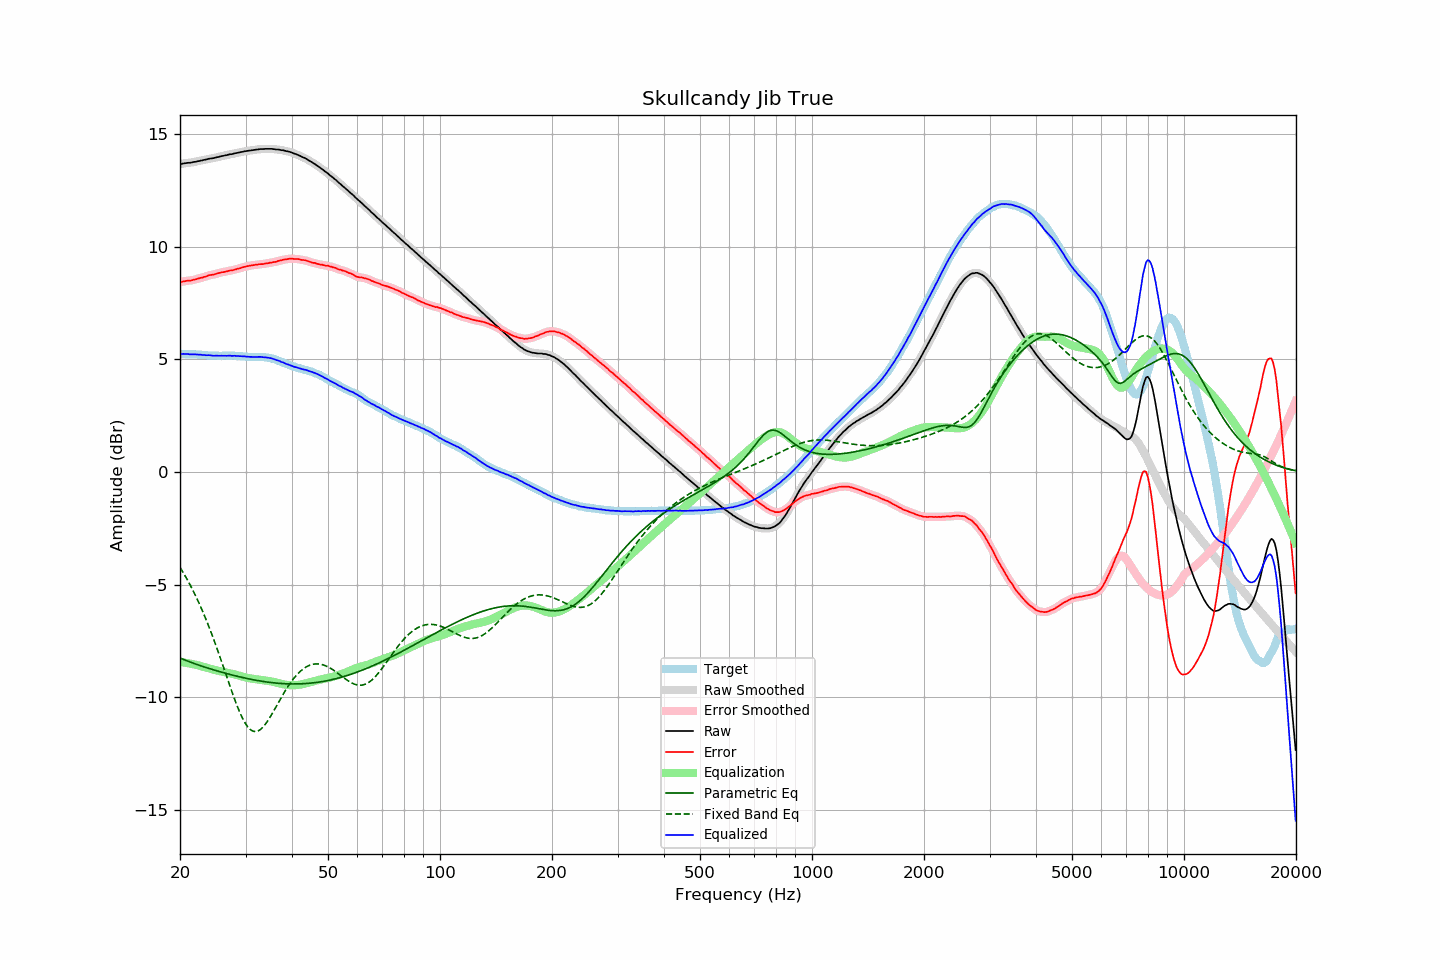 Skullcandy Jib True
15
10
5
0
−5
−10
−15
Amplitude (dBr)
Target
Raw Smoothed
Error Smoothed
Raw
Error
Equalization
Parametric Eq
Fixed Band Eq
Equalized
20 50 100 200 500 1000 2000 5000 10000 20000
Frequency (Hz)